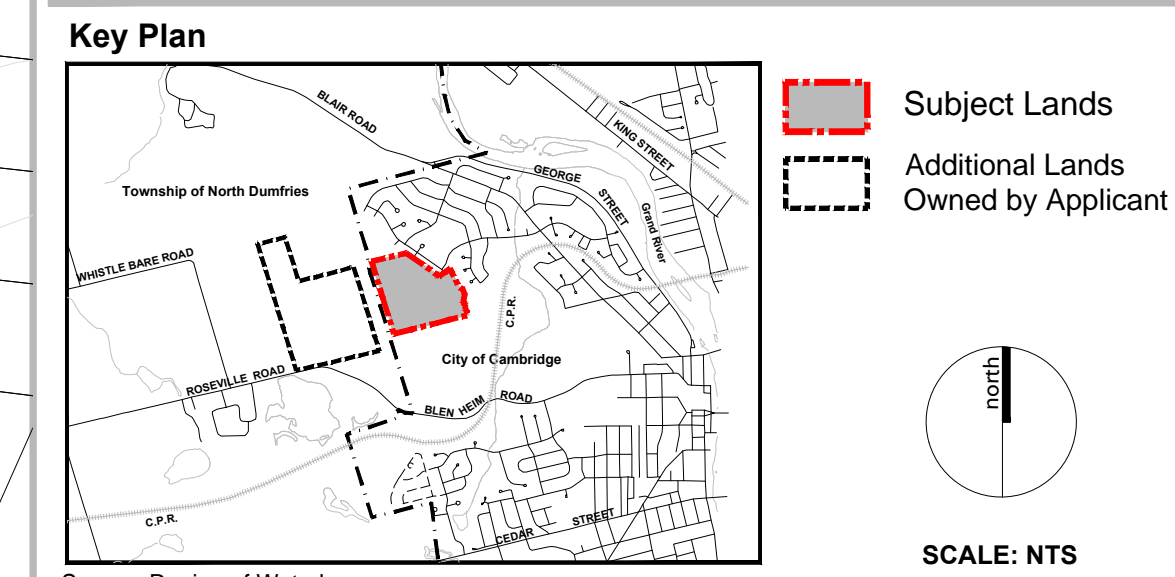 Key Plan
BLAIR ROAD
KING STREET
GEORGE STREET
Grand River
Township of North Dumfries
WHISTLE BARE ROAD
C.P.R.
City of Cambridge
ROSEVILLE ROAD
BLEN HEIM ROAD
C.P.R.
CEDAR STREET
Subject Lands
Additional Lands
Owned by Applicant
north
SCALE: NTS